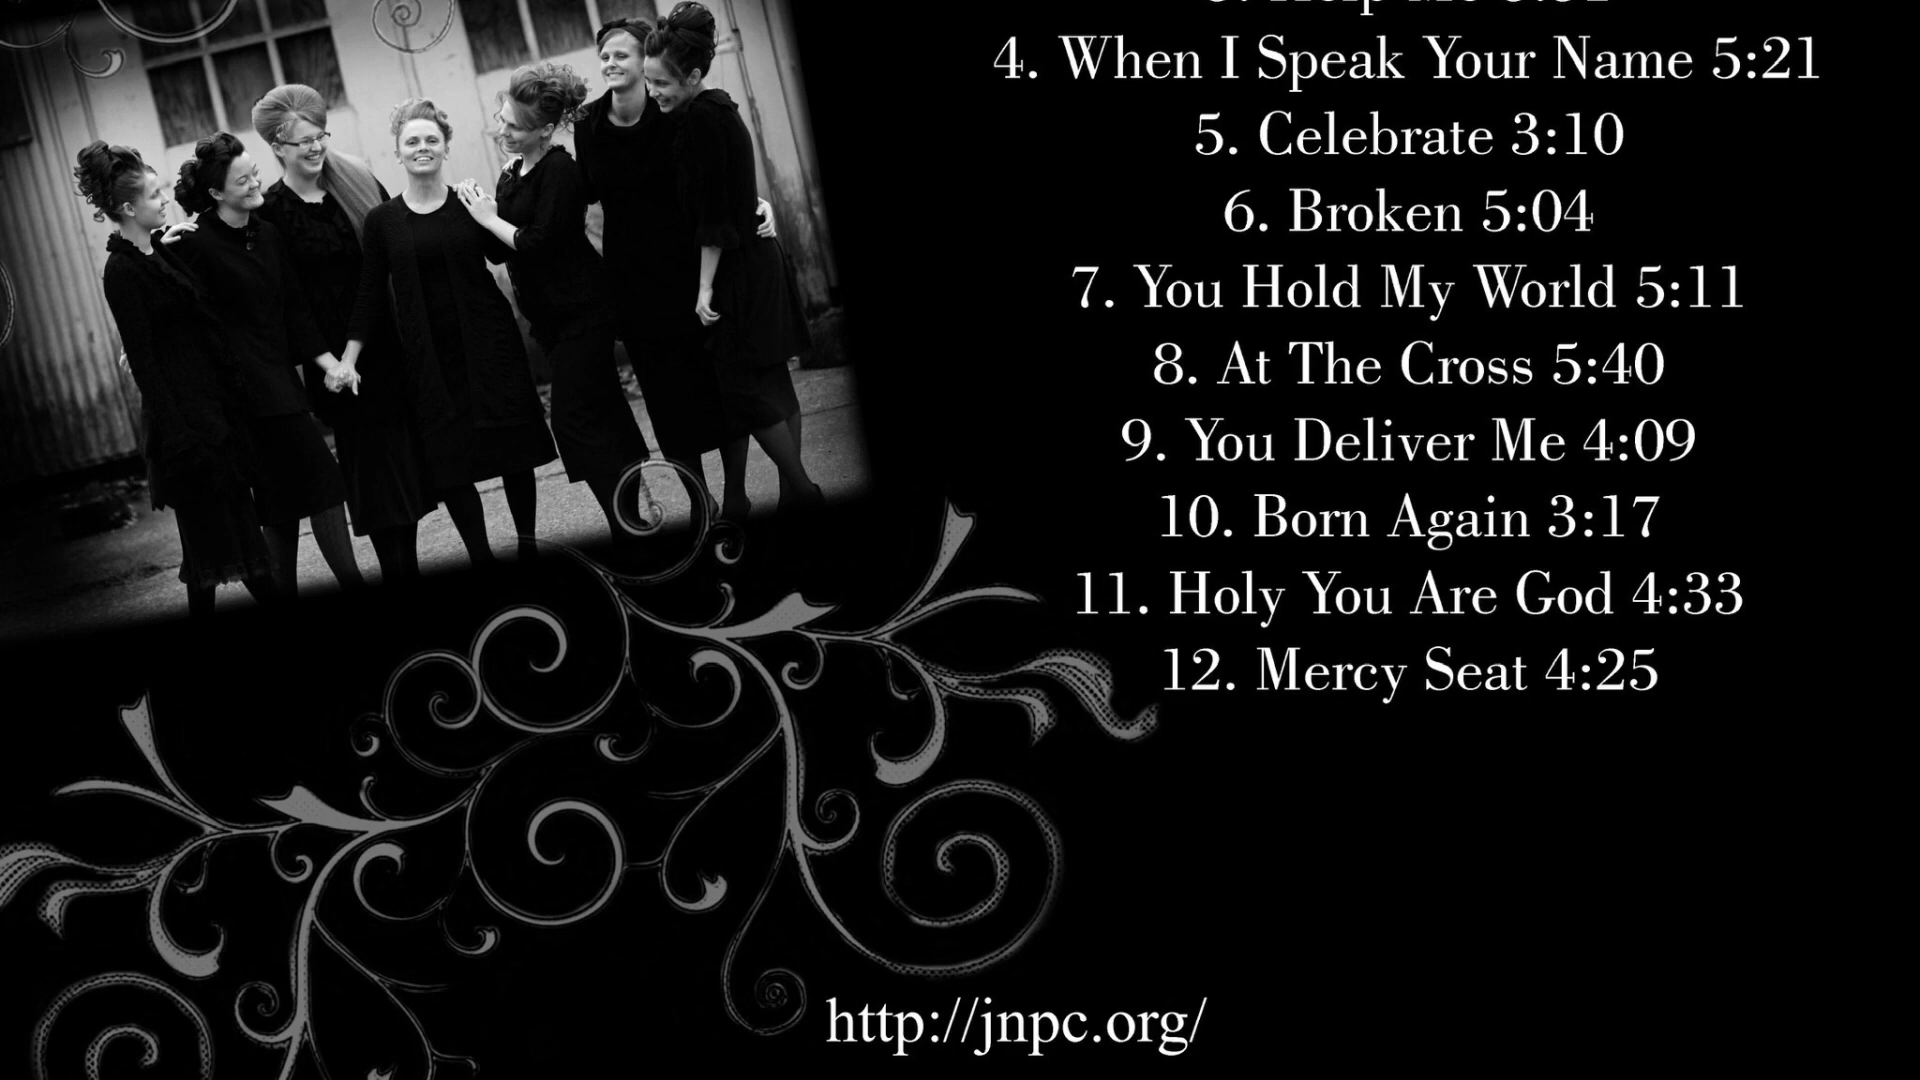 4. When I Speak Your Name 5:21
5. Celebrate 3:10
6. Broken 5:04
7. You Hold My World 5:11
8. At The Cross 5:40
9. You Deliver Me 4:09
10. Born Again 3:17
11. Holy You Are God 4:33
12. Mercy Seat 4:25
http://jnpc.org/